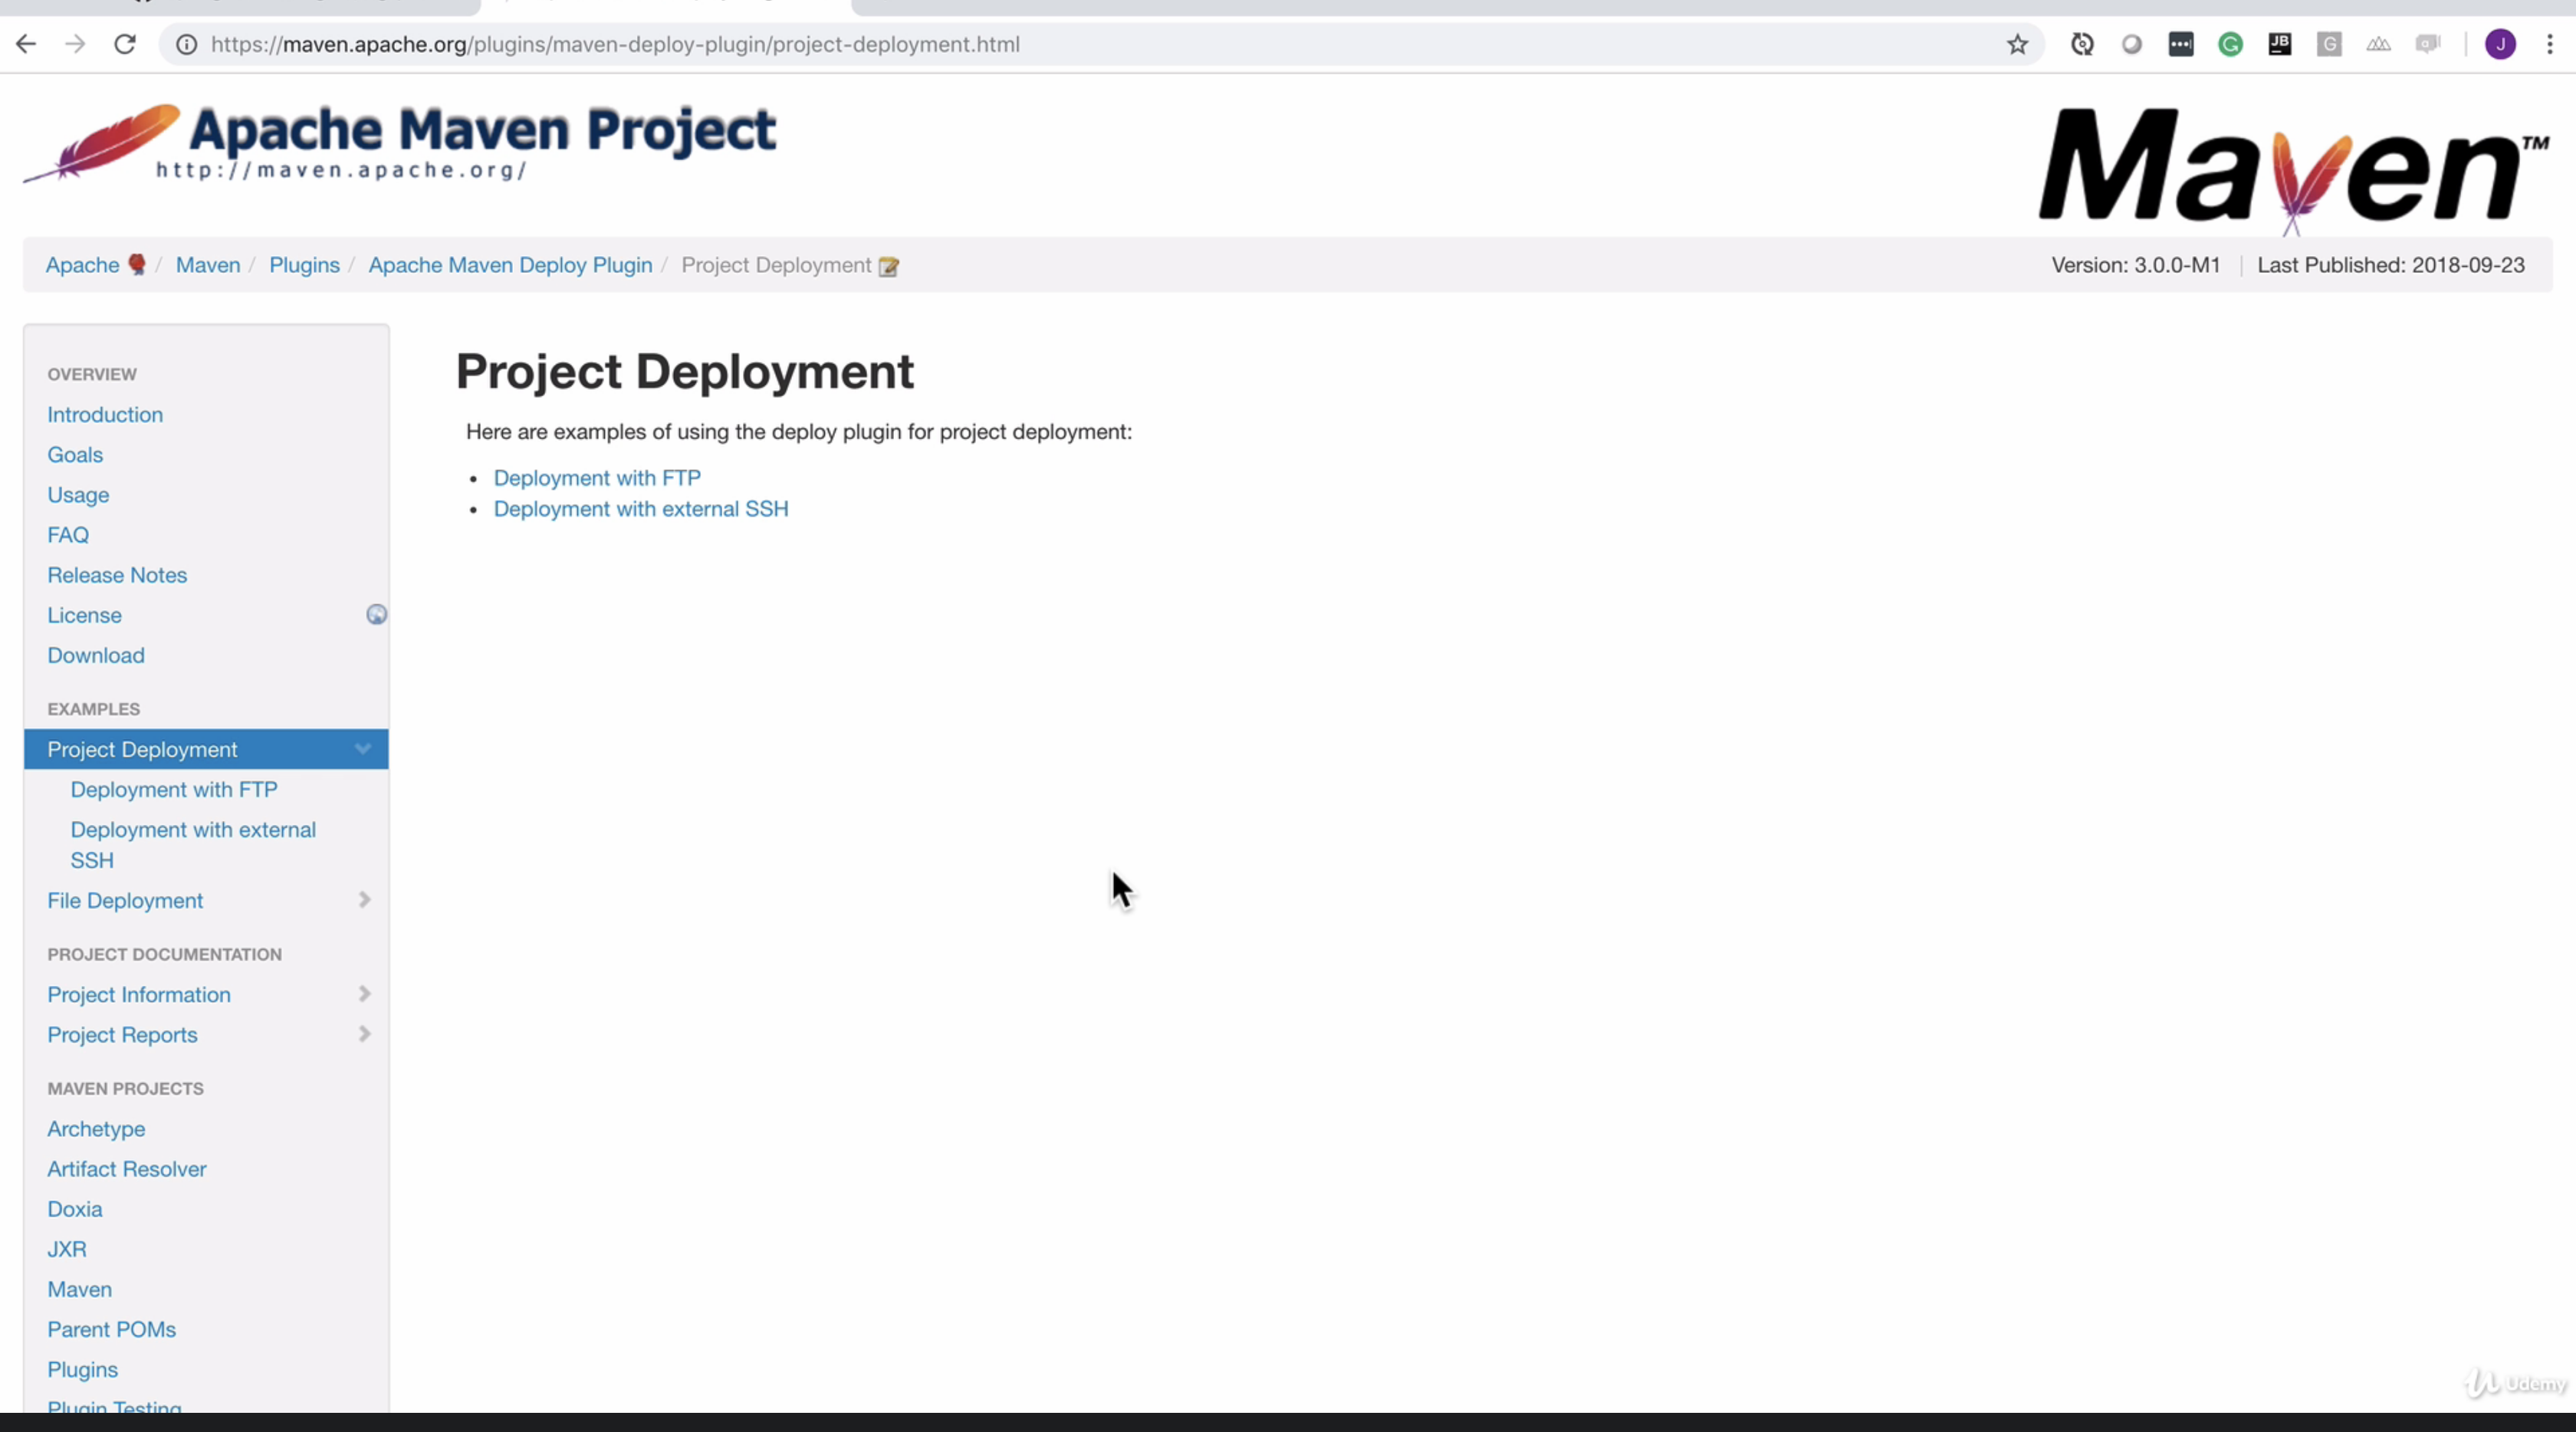 https://maven.apache.org/plugins/maven-deploy-plugin/project-deployment.html
JB
G
J
Apache Maven Project
http://maven.apache.org/
Maven™
Apache / Maven / Plugins / Apache Maven Deploy Plugin / Project Deployment
Version: 3.0.0-M1 | Last Published: 2018-09-23
OVERVIEW
Introduction
Goals
Usage
FAQ
Release Notes
License
Download
EXAMPLES
Project Deployment
Deployment with FTP
Deployment with external
SSH
File Deployment
PROJECT DOCUMENTATION
Project Information
Project Reports
MAVEN PROJECTS
Archetype
Artifact Resolver
Doxia
JXR
Maven
Parent POMs
Plugins
Plugin Testing
Project Deployment
Here are examples of using the deploy plugin for project deployment:
• Deployment with FTP
• Deployment with external SSH
Udemy